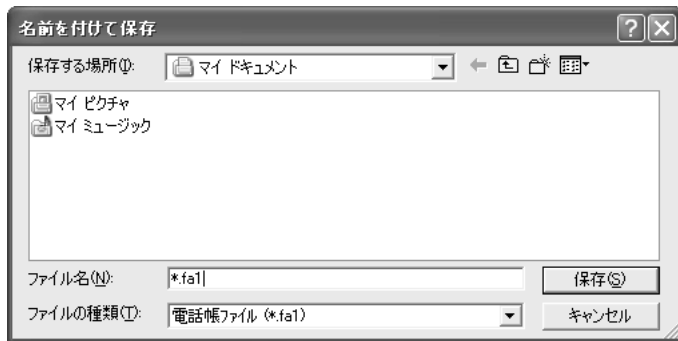 名前を付けて保存
保存する場所(I): マイ ドキュメント
マイ ピクチャ
マイ ミュージック
ファイル名(N): *.fa1 保存(S)
ファイルの種類(T): 電話帳ファイル (*.fa1) キャンセル